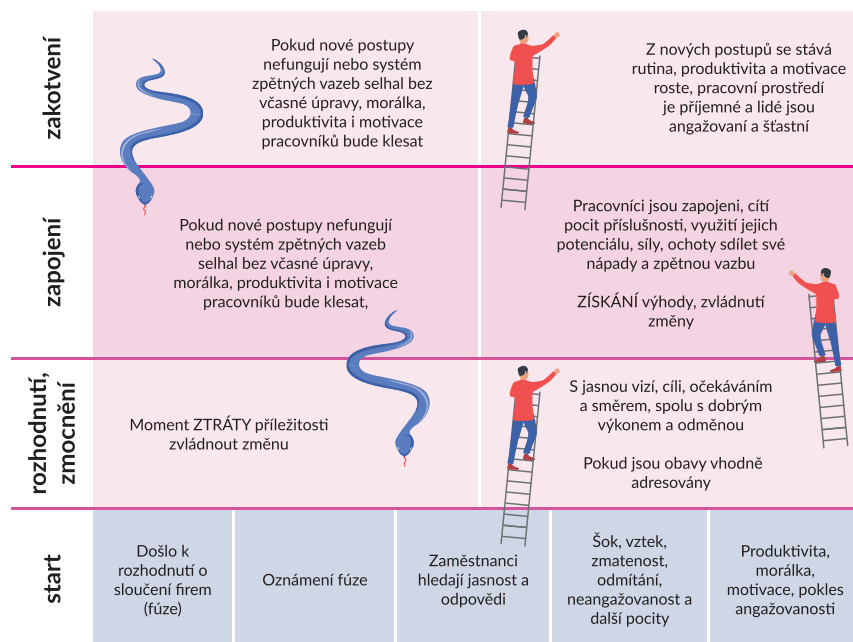 zakotvení
Pokud nové postupy
nefungují nebo systém
zpětných vazeb selhal bez
včasné úpravy, morálka,
produktivita i motivace
pracovníků bude klesat
Z nových postupů se stává
rutina, produktivita a motivace
roste, pracovní prostředí
je příjemné a lidé jsou
angažovaní a šťastní
zapojení
Pokud nové postupy nefungují
nebo systém zpětných vazeb
selhal bez včasné úpravy,
morálka, produktivita i motivace
pracovníků bude klesat,
Pracovníci jsou zapojeni, cítí
pocit příslušnosti, využití jejich
potenciálu, síly, ochoty sdílet své
nápady a zpětnou vazbu
ZÍSKÁNÍ výhody, zvládnutí
změny
rozhodnutí,
zmocnění
Moment ZTRÁTY příležitosti
zvládnout změnu
S jasnou vizí, cíli, očekáváním
a směrem, spolu s dobrým
výkonem a odměnou
Pokud jsou obavy vhodně
adresovány
start
Došlo k
rozhodnutí o
sloučení firem
(fúze)
Oznámení fúze
Zaměstnanci
hledají jasnost a
odpovědi
Šok, vztek,
zmatenost,
odmítání,
neangažovanost a
další pocity
Produktivita,
morálka,
motivace, pokles
angažovanosti